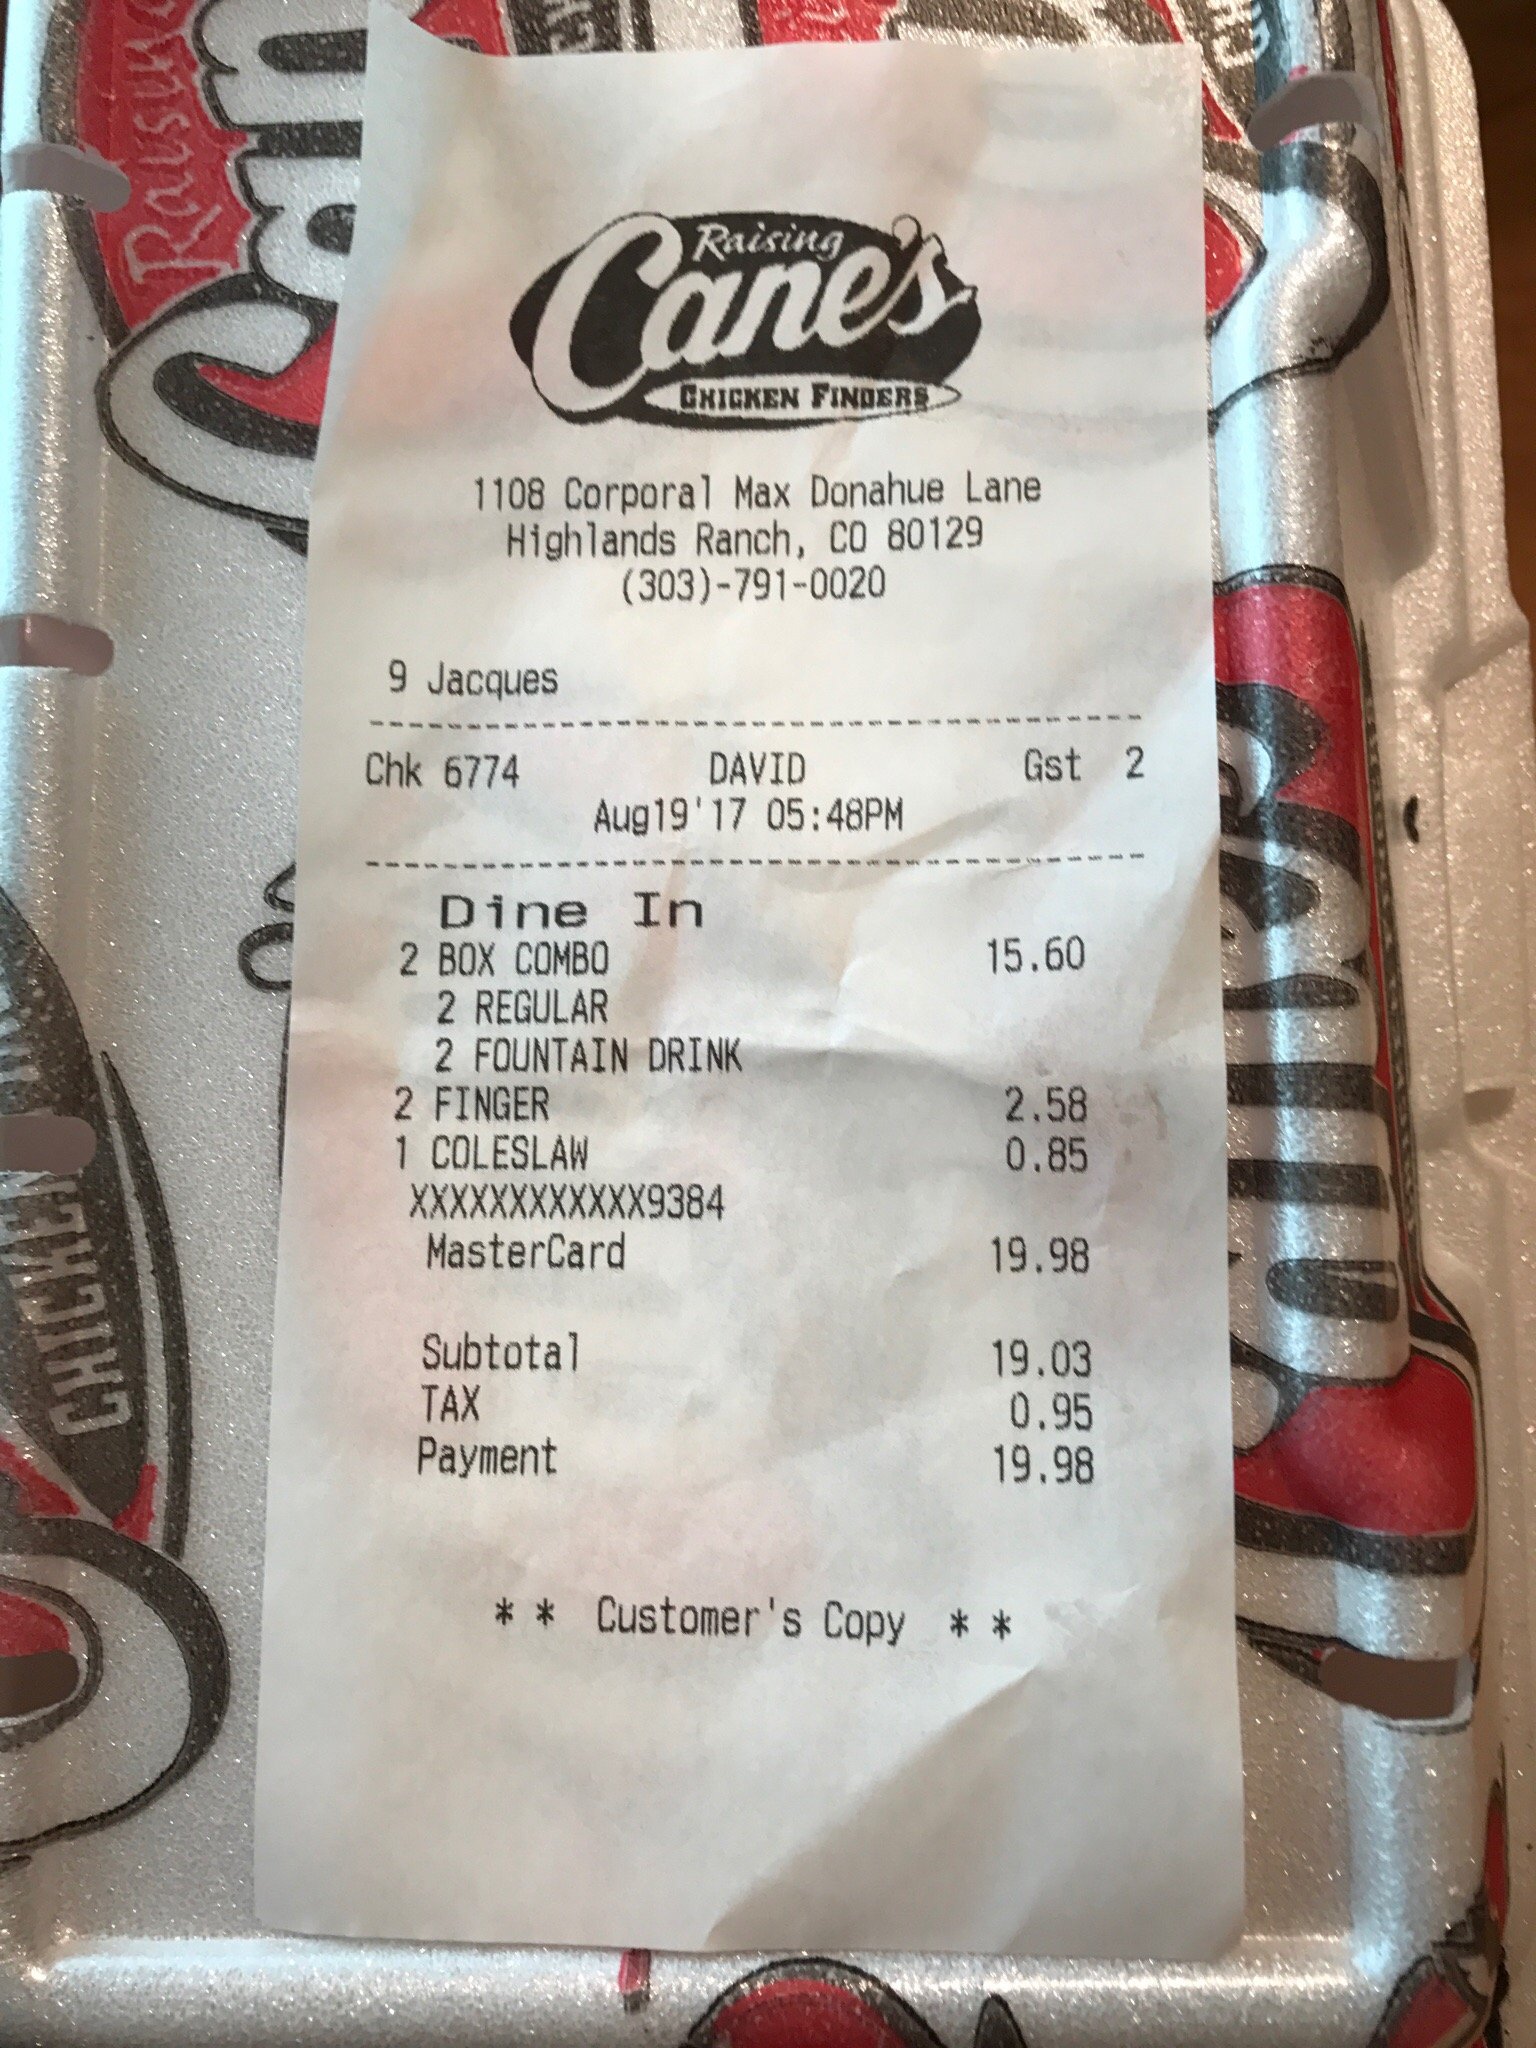 Raising
Cane's
CHICKEN FINGERS
1108 Corporal Max Donahue Lane
Highlands Ranch, CO 80129
(303)-791-0020
9 Jacques
Chk 6774 DAVID Gst 2
Aug19'17 05:48PM
Dine In
2 BOX COMBO 15.60
2 REGULAR
2 FOUNTAIN DRINK
2 FINGER 2.58
1 COLESLAW 0.85
XXXXXXXXXXXX9384
MasterCard 19.98
Subtotal 19.03
TAX 0.95
Payment 19.98
** Customer's Copy **
Raising
CHICKEN